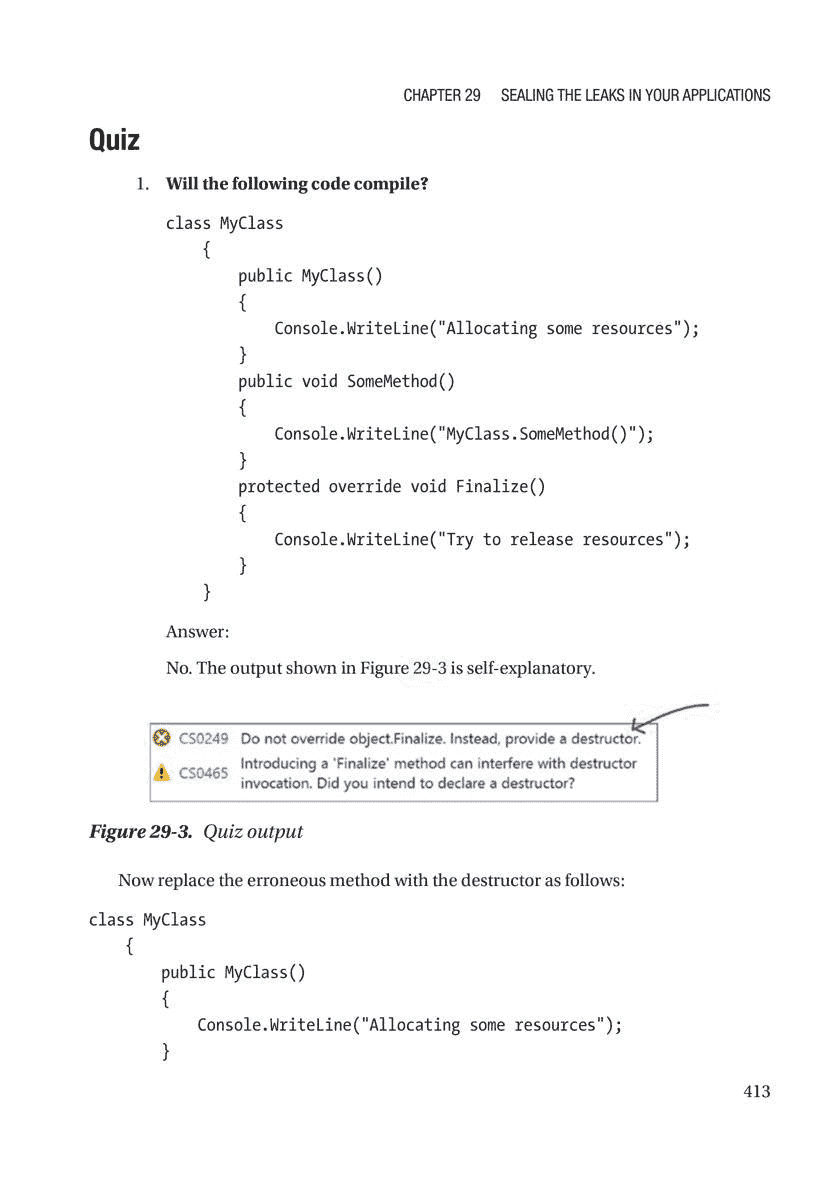 CHAPTER 29 SEALING THE LEAKS IN YOUR APPLICATIONS
Quiz
1. Will the following code compile?
class MyClass
{
public MyClass()
{
Console.WriteLine("Allocating some resources");
}
public void SomeMethod()
{
Console.WriteLine("MyClass.SomeMethod()");
}
protected override void Finalize()
{
Console.WriteLine("Try to release resources");
}
}
Answer:
No. The output shown in Figure 29-3 is self-explanatory.
CS0249 Do not override object.Finalize. Instead, provide a destructor.
CS0465 Introducing a 'Finalize' method can interfere with destructor
invocation. Did you intend to declare a destructor?
Figure 29-3. Quiz output
Now replace the erroneous method with the destructor as follows:
class MyClass
{
public MyClass()
{
Console.WriteLine("Allocating some resources");
}
413